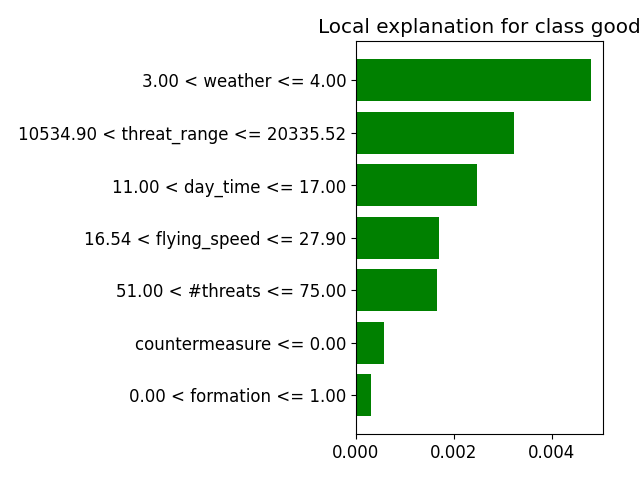 Local explanation for class good
3.00 < weather <= 4.00
10534.90 < threat_range <= 20335.52
11.00 < day_time <= 17.00
16.54 < flying_speed <= 27.90
51.00 < #threats <= 75.00
countermeasure <= 0.00
0.00 < formation <= 1.00
0.000 0.002 0.004